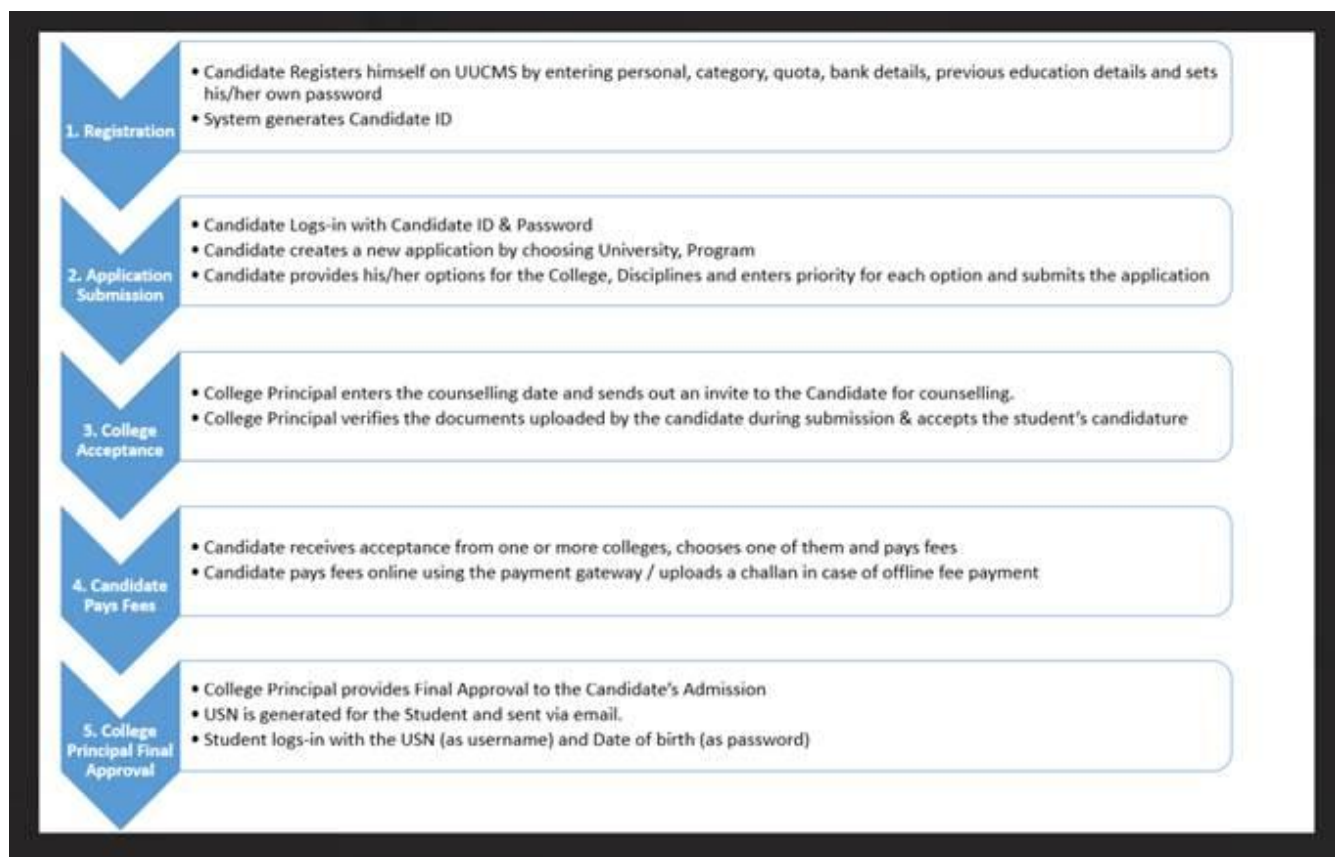 1. Registration
• Candidate Registers himself on UUCMS by entering personal, category, quota, bank details, previous education details and sets
his/her own password
• System generates Candidate ID
2. Application
Submission
• Candidate Logs-in with Candidate ID & Password
• Candidate creates a new application by choosing University, Program
• Candidate provides his/her options for the College, Disciplines and enters priority for each option and submits the application
3. College
Acceptance
• College Principal enters the counselling date and sends out an invite to the Candidate for counselling.
• College Principal verifies the documents uploaded by the candidate during submission & accepts the student's candidature
4. Candidate
Pays Fees
• Candidate receives acceptance from one or more colleges, chooses one of them and pays fees
• Candidate pays fees online using the payment gateway / uploads a challan in case of offline fee payment
5. College
Principal Final
Approval
• College Principal provides Final Approval to the Candidate's Admission
• USN is generated for the Student and sent via email.
• Student logs-in with the USN (as username) and Date of birth (as password)